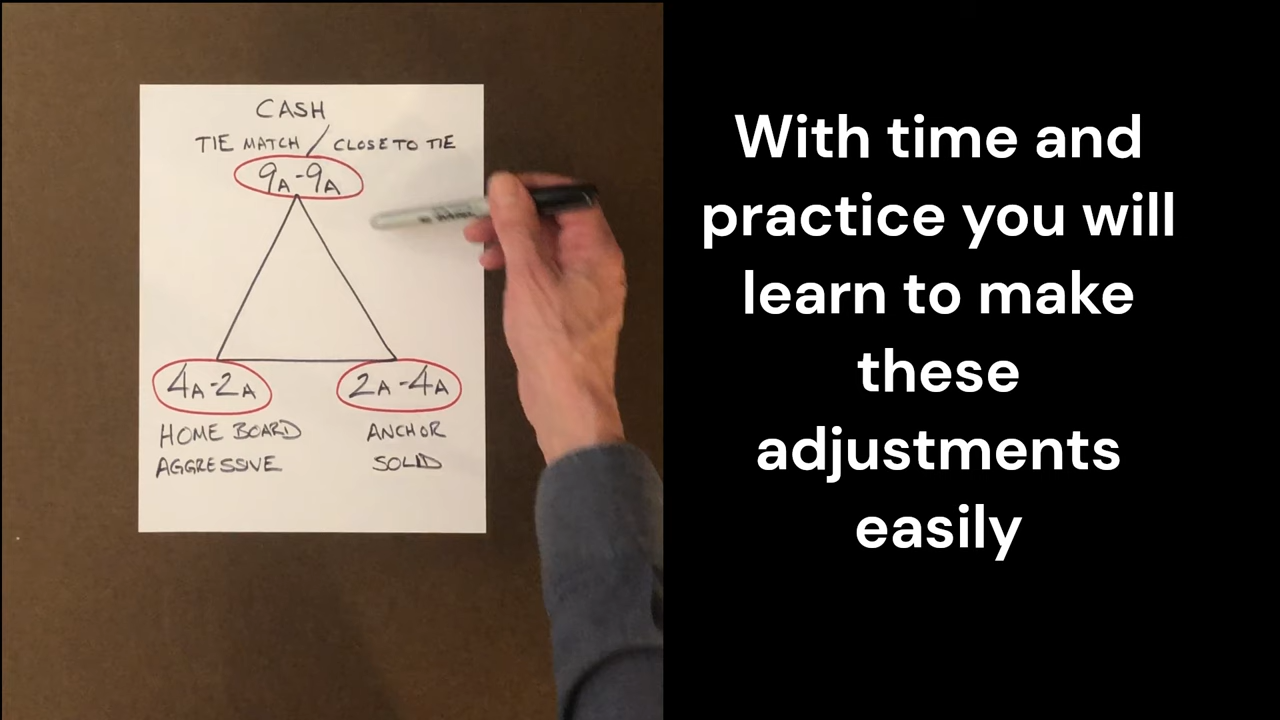 CASH
TIE MATCH / CLOSE TO TIE
9A-9A
4A-2A
2A-4A
HOME BOARD
AGGRESSIVE
ANCHOR
SOLID
With time and
practice you will
learn to make
these
adjustments
easily